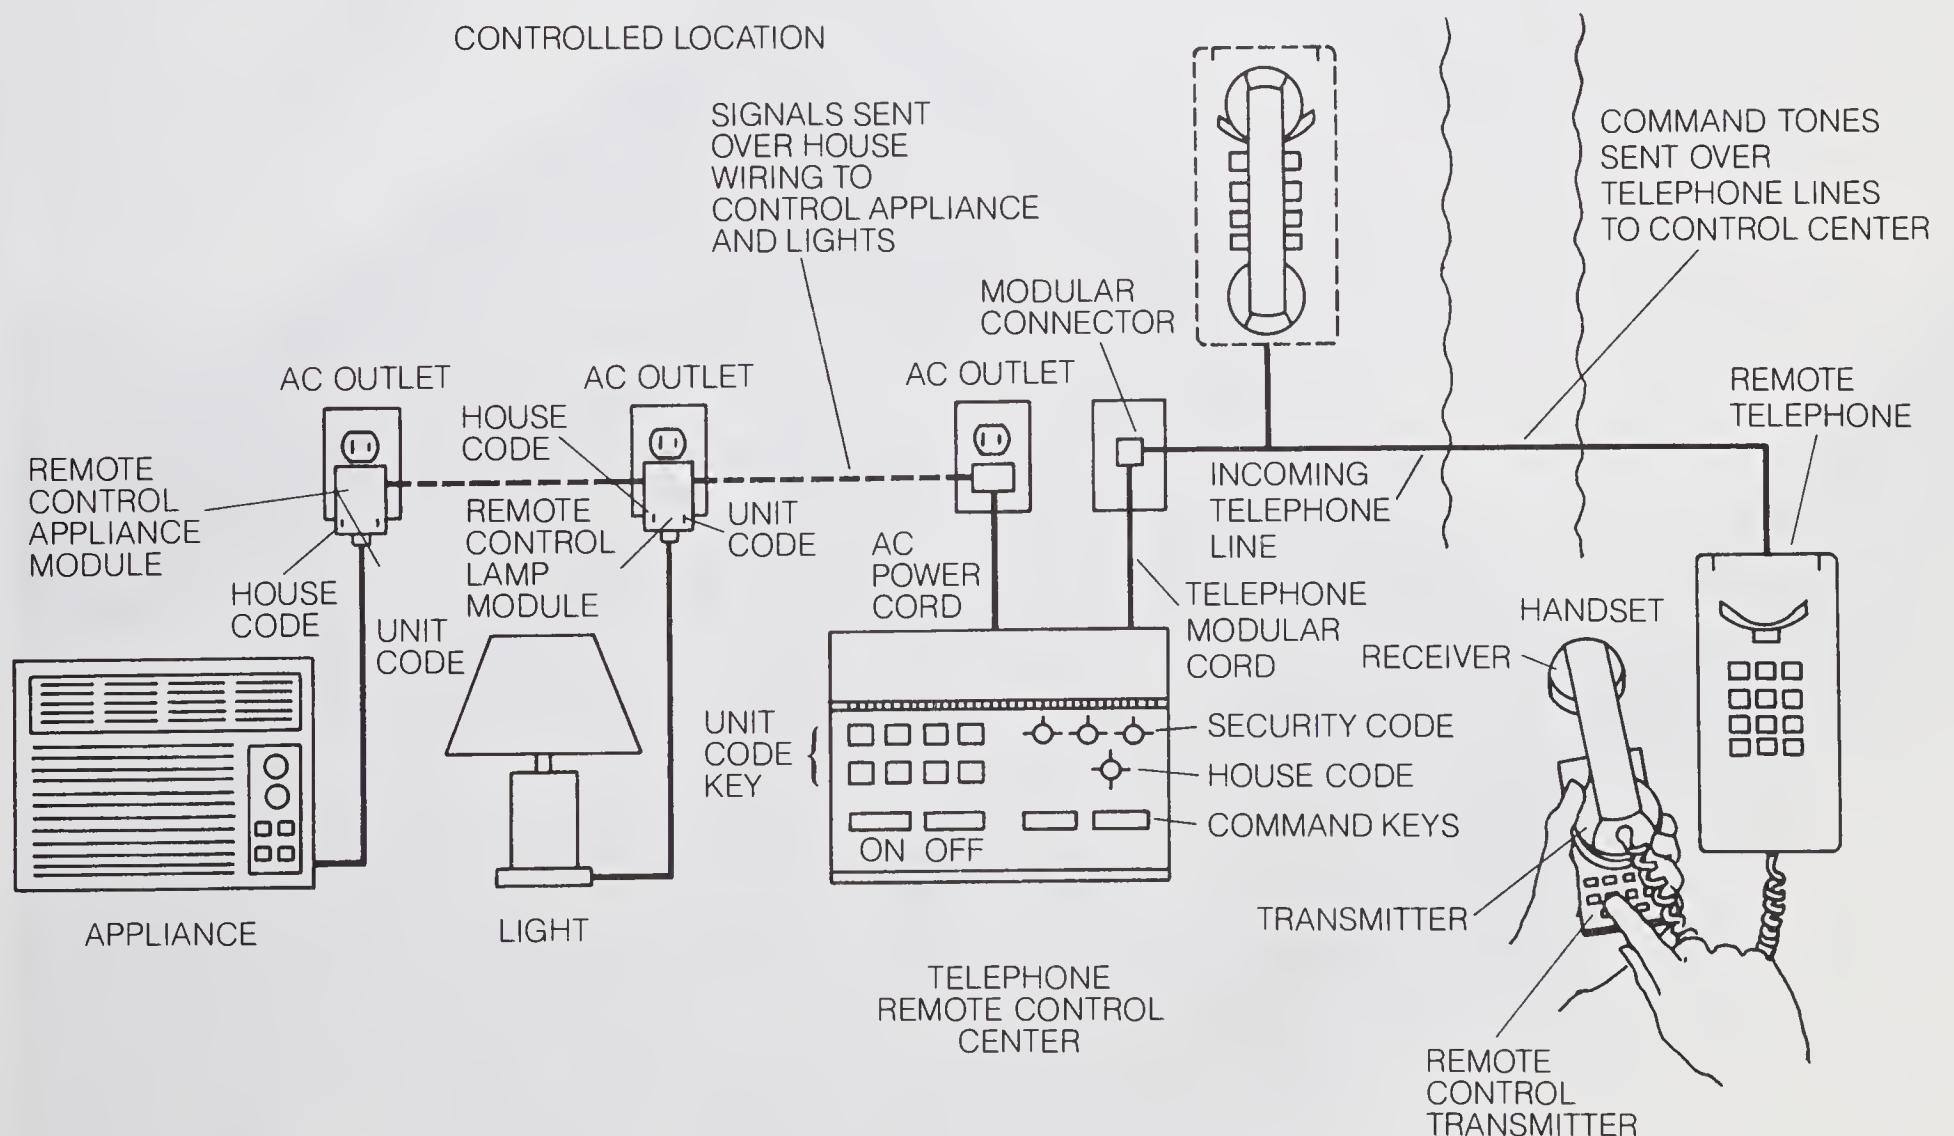 CONTROLLED LOCATION
SIGNALS SENT
OVER HOUSE
WIRING TO
CONTROL APPLIANCE
AND LIGHTS
COMMAND TONES
SENT OVER
TELEPHONE LINES
TO CONTROL CENTER
MODULAR
CONNECTOR
AC OUTLET
AC OUTLET
AC OUTLET
REMOTE
TELEPHONE
HOUSE
CODE
REMOTE
CONTROL
APPLIANCE
MODULE
REMOTE
CONTROL
LAMP
MODULE
UNIT
CODE
INCOMING
TELEPHONE
LINE
AC
POWER
CORD
HOUSE
CODE
UNIT
CODE
TELEPHONE
MODULAR
CORD
HANDSET
RECEIVER
UNIT
CODE
KEY
SECURITY CODE
HOUSE CODE
COMMAND KEYS
ON OFF
APPLIANCE
LIGHT
TRANSMITTER
TELEPHONE
REMOTE CONTROL
CENTER
REMOTE
CONTROL
TRANSMITTER